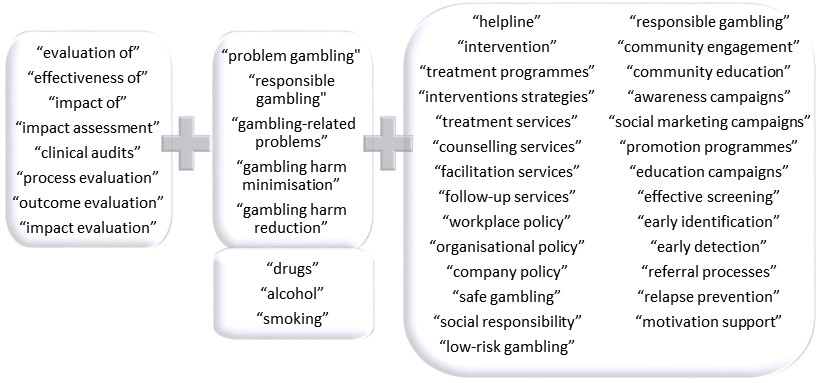 “evaluation of”
“effectiveness of”
“impact of”
“impact assessment”
“clinical audits”
“process evaluation”
“outcome evaluation”
“impact evaluation”
“problem gambling"
“responsible
gambling"
“gambling-related
problems”
“gambling harm
minimisation”
“gambling harm
reduction”
“drugs”
“alcohol”
“smoking”
“helpline”
“intervention”
“treatment programmes”
“interventions strategies”
“treatment services”
“counselling services”
“facilitation services”
“follow-up services”
“workplace policy”
“organisational policy”
“company policy”
“safe gambling”
“social responsibility”
“low-risk gambling”
“responsible gambling”
“community engagement”
“community education”
“awareness campaigns”
“social marketing campaigns”
“promotion programmes”
“education campaigns”
“effective screening”
“early identification”
“early detection”
“referral processes”
“relapse prevention”
“motivation support”